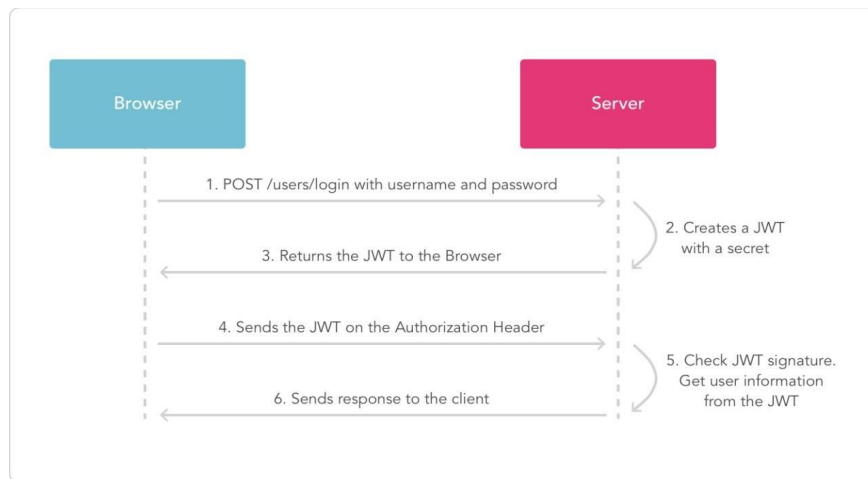 Browser
Server
1. POST /users/login with username and password
2. Creates a JWT
with a secret
3. Returns the JWT to the Browser
4. Sends the JWT on the Authorization Header
5. Check JWT signature.
Get user information
from the JWT
6. Sends response to the client